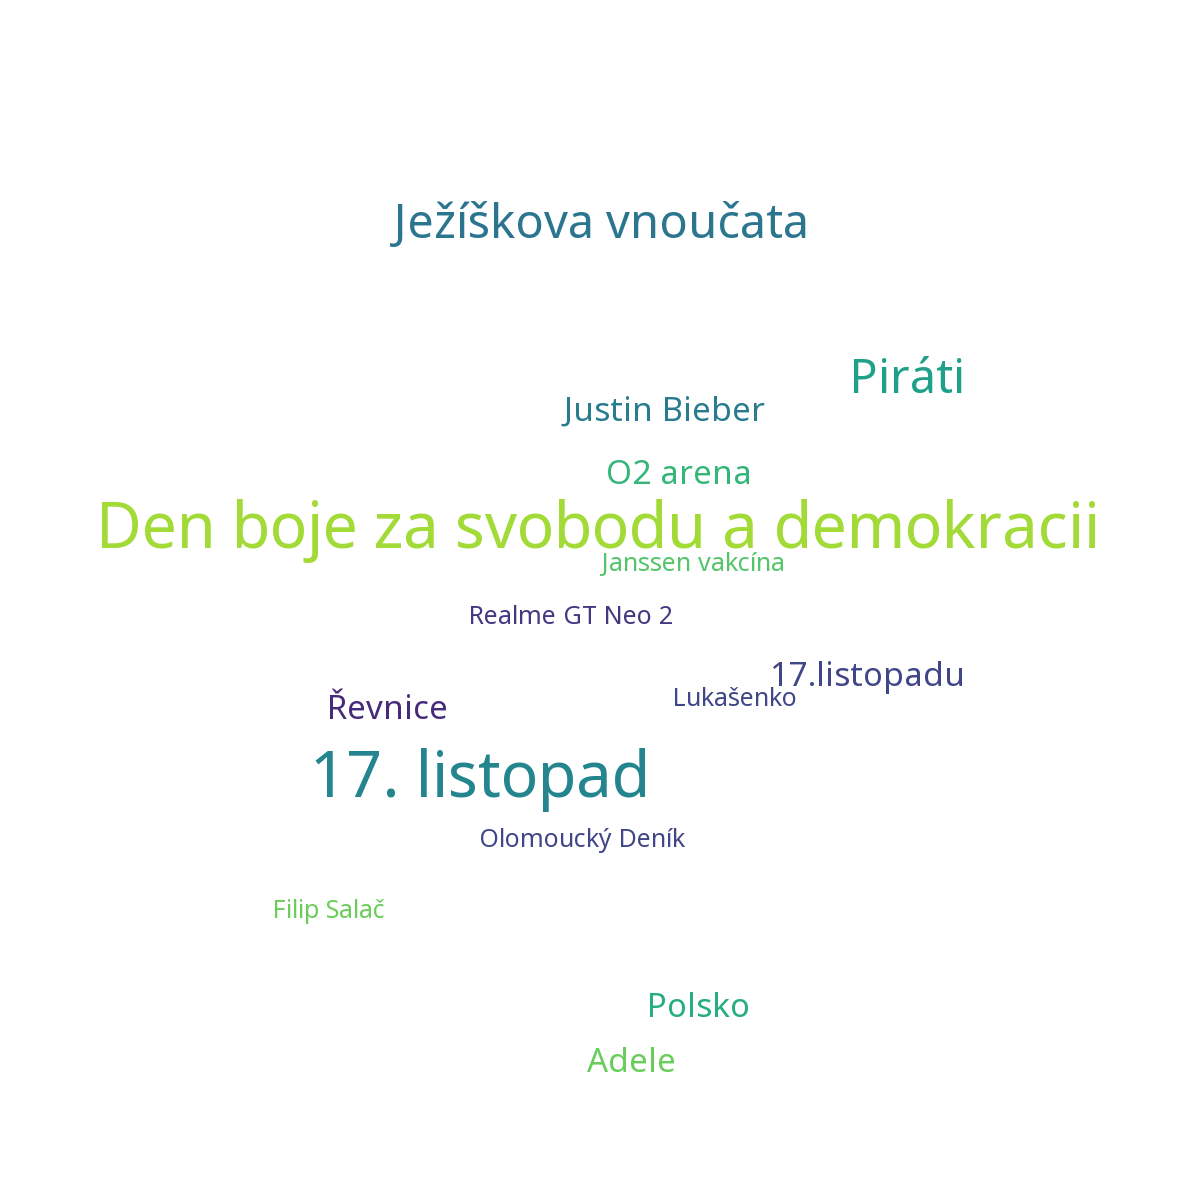 Ježíškova vnoučata
Piráti
Justin Bieber
O2 arena
Den boje za svobodu a demokracii
Janssen vakcína
Realme GT Neo 2
17.listopadu
Lukašenko
Řevnice
17. listopad
Olomoucký Deník
Filip Salač
Polsko
Adele